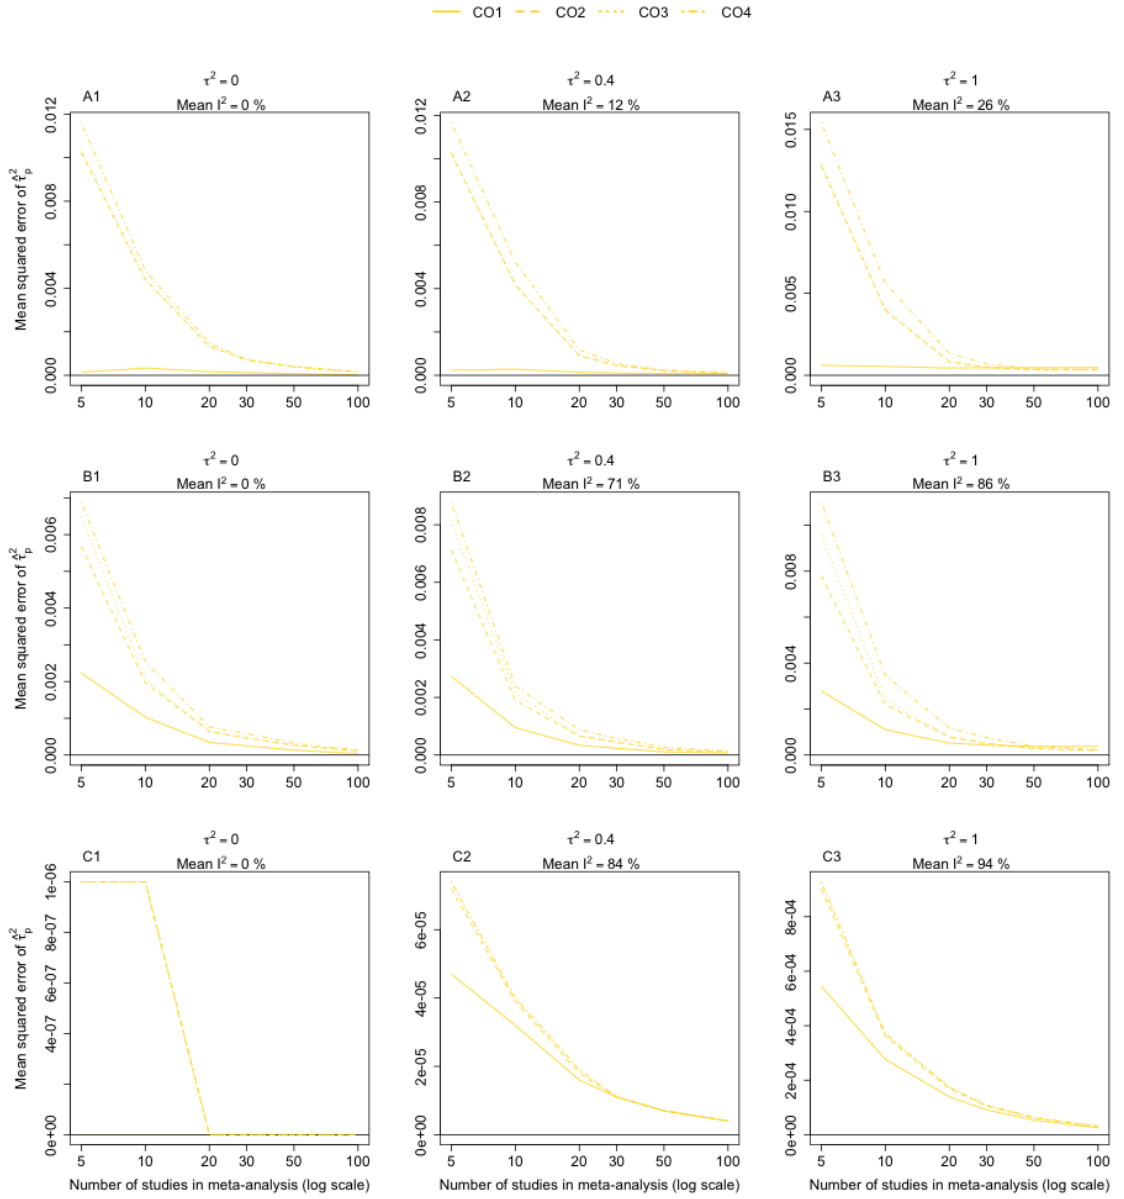 CO1 CO2 CO3 CO4
τ² = 0
A1
Mean I² = 0 %
τ² = 0.4
A2
Mean I² = 12 %
τ² = 1
A3
Mean I² = 26 %
Mean squared error of τ̂²ₚ
0.012
0.008
0.004
0.000
5 10 20 30 50 100
0.012
0.008
0.004
0.000
5 10 20 30 50 100
0.015
0.010
0.005
0.000
5 10 20 30 50 100
τ² = 0
B1
Mean I² = 0 %
τ² = 0.4
B2
Mean I² = 71 %
τ² = 1
B3
Mean I² = 86 %
Mean squared error of τ̂²ₚ
0.006
0.004
0.002
0.000
5 10 20 30 50 100
0.008
0.006
0.004
0.002
0.000
5 10 20 30 50 100
0.008
0.004
0.000
5 10 20 30 50 100
τ² = 0
C1
Mean I² = 0 %
τ² = 0.4
C2
Mean I² = 84 %
τ² = 1
C3
Mean I² = 94 %
Mean squared error of τ̂²ₚ
1e-06
8e-07
6e-07
4e-07
0e+00
5 10 20 30 50 100
Number of studies in meta-analysis (log scale)
6e-05
4e-05
2e-05
0e+00
5 10 20 30 50 100
Number of studies in meta-analysis (log scale)
8e-04
6e-04
4e-04
2e-04
0e+00
5 10 20 30 50 100
Number of studies in meta-analysis (log scale)